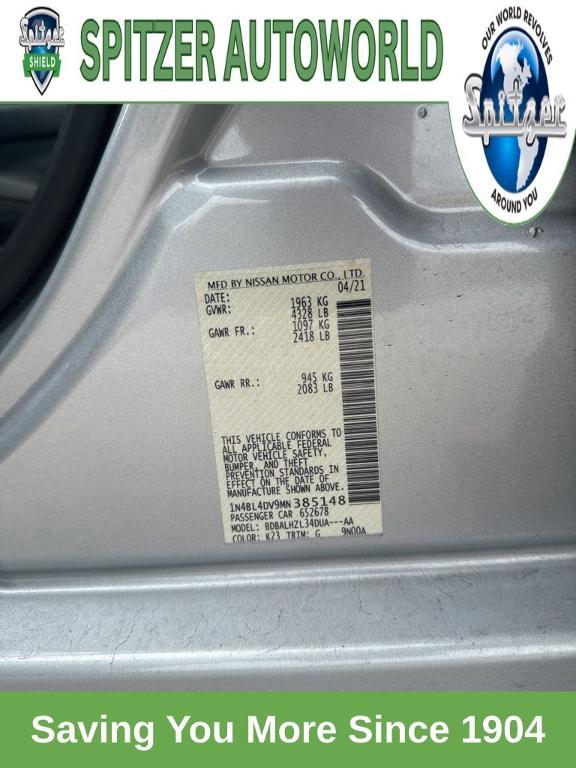 Spitzer
SHIELD
SPITZER AUTOWORLD
OUR WORLD REVOLVES
Spitzer
AROUND YOU
MFD BY NISSAN MOTOR CO., LTD.
DATE: 04/21
GVWR: 1963 KG
4328 LB
GAWR FR.: 1097 KG
2418 LB
GAWR RR.: 945 KG
2083 LB
THIS VEHICLE CONFORMS TO
ALL APPLICABLE FEDERAL
MOTOR VEHICLE SAFETY,
BUMPER, AND THEFT
PREVENTION STANDARDS IN
EFFECT ON THE DATE OF
MANUFACTURE SHOWN ABOVE.
1N4BL4DV9MN385148
PASSENGER CAR 652678
MODEL: BDBALHZL34DUA---AA
COLOR: K23 TRIM: G 9N00A
Saving You More Since 1904